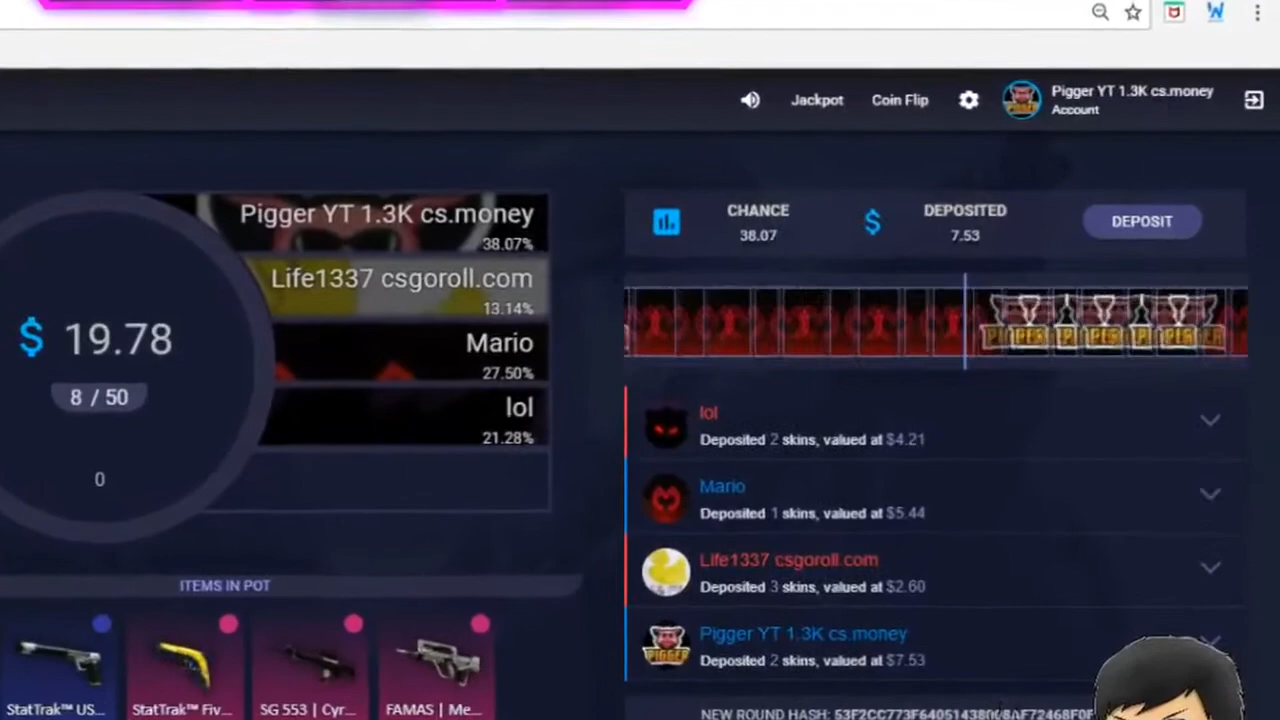 Jackpot
Coin Flip
Pigger YT 1.3K cs.money
Account
Pigger YT 1.3K cs.money
38.07%
Life1337 csgoroll.com
13.14%
Mario
27.50%
lol
21.28%
$ 19.78
8 / 50
0
CHANCE
38.07
$
DEPOSITED
7.53
DEPOSIT
lol
Deposited 2 skins, valued at $4.21
Mario
Deposited 1 skins, valued at $5.44
Life1337 csgoroll.com
Deposited 3 skins, valued at $2.60
Pigger YT 1.3K cs.money
Deposited 2 skins, valued at $7.53
ITEMS IN POT
StatTrak™ US...
StatTrak™ Fiv...
SG 553 | Cyr...
FAMAS | Me...
NEW ROUND HASH: